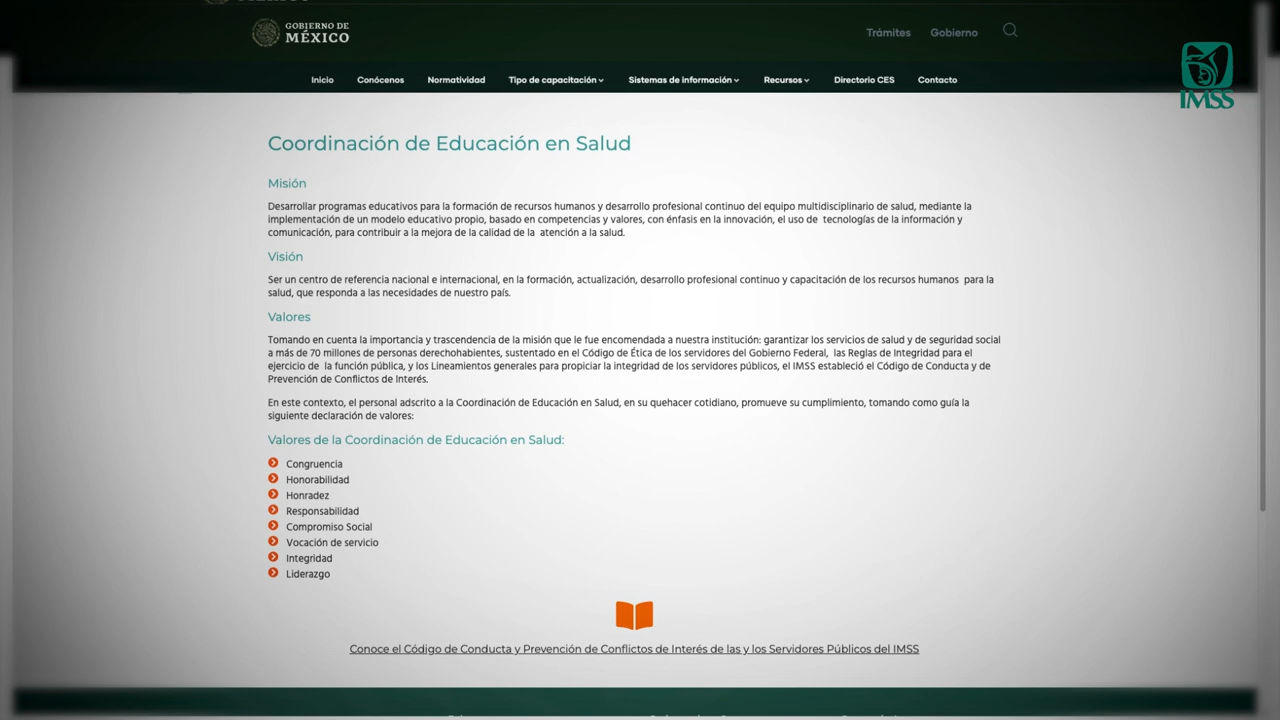 GOBIERNO DE
MÉXICO
Trámites Gobierno
IMSS
Inicio Conócenos Normatividad Tipo de capacitación Sistemas de información Recursos Directorio CES Contacto
Coordinación de Educación en Salud
Misión
Desarrollar programas educativos para la formación de recursos humanos y desarrollo profesional continuo del equipo multidisciplinario de salud, mediante la
implementación de un modelo educativo propio, basado en competencias y valores, con énfasis en la innovación, el uso de tecnologías de la información y
comunicación, para contribuir a la mejora de la calidad de la atención a la salud.
Visión
Ser un centro de referencia nacional e internacional, en la formación, actualización, desarrollo profesional continuo y capacitación de los recursos humanos para la
salud, que responda a las necesidades de nuestro país.
Valores
Tomando en cuenta la importancia y trascendencia de la misión que le fue encomendada a nuestra institución: garantizar los servicios de salud y de seguridad social
a más de 70 millones de personas derechohabientes, sustentado en el Código de Ética de los servidores del Gobierno Federal, las Reglas de Integridad para el
ejercicio de la función pública, y los Lineamientos generales para propiciar la integridad de los servidores públicos, el IMSS estableció el Código de Conducta y de
Prevención de Conflictos de Interés.
En este contexto, el personal adscrito a la Coordinación de Educación en Salud, en su quehacer cotidiano, promueve su cumplimiento, tomando como guía la
siguiente declaración de valores:
Valores de la Coordinación de Educación en Salud:
Congruencia
Honorabilidad
Honradez
Responsabilidad
Compromiso Social
Vocación de servicio
Integridad
Liderazgo
Conoce el Código de Conducta y Prevención de Conflictos de Interés de las y los Servidores Públicos del IMSS